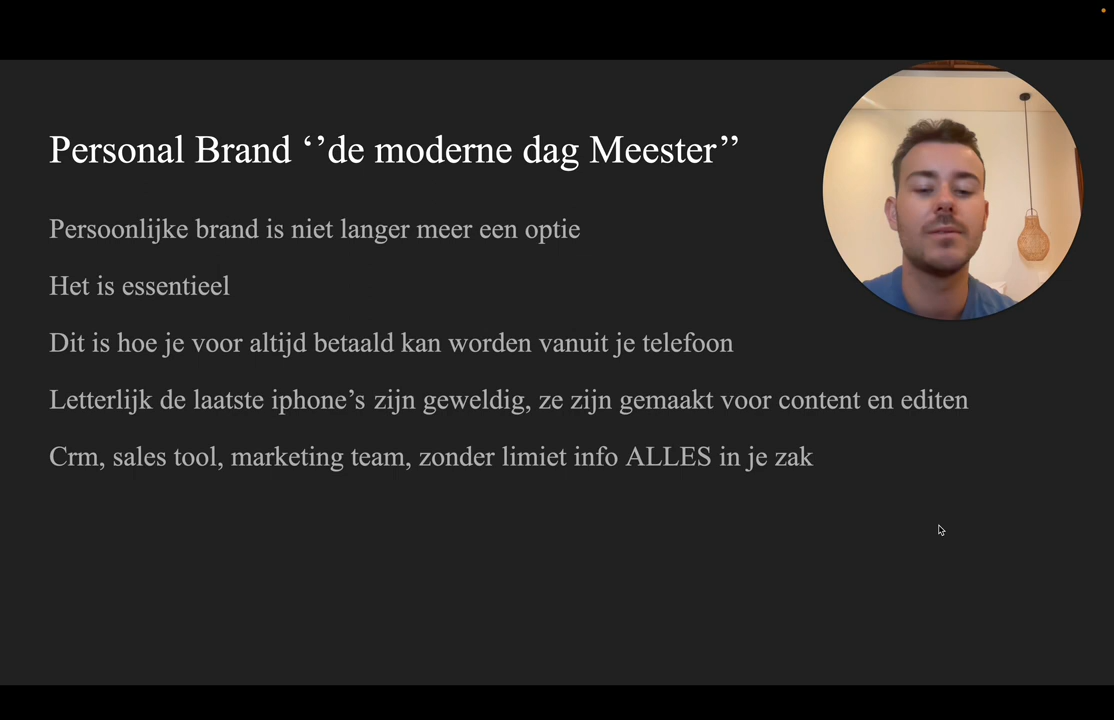 Personal Brand ‘’de moderne dag Meester’’
Persoonlijke brand is niet langer meer een optie
Het is essentieel
Dit is hoe je voor altijd betaald kan worden vanuit je telefoon
Letterlijk de laatste iphone’s zijn geweldig, ze zijn gemaakt voor content en editen
Crm, sales tool, marketing team, zonder limiet info ALLES in je zak